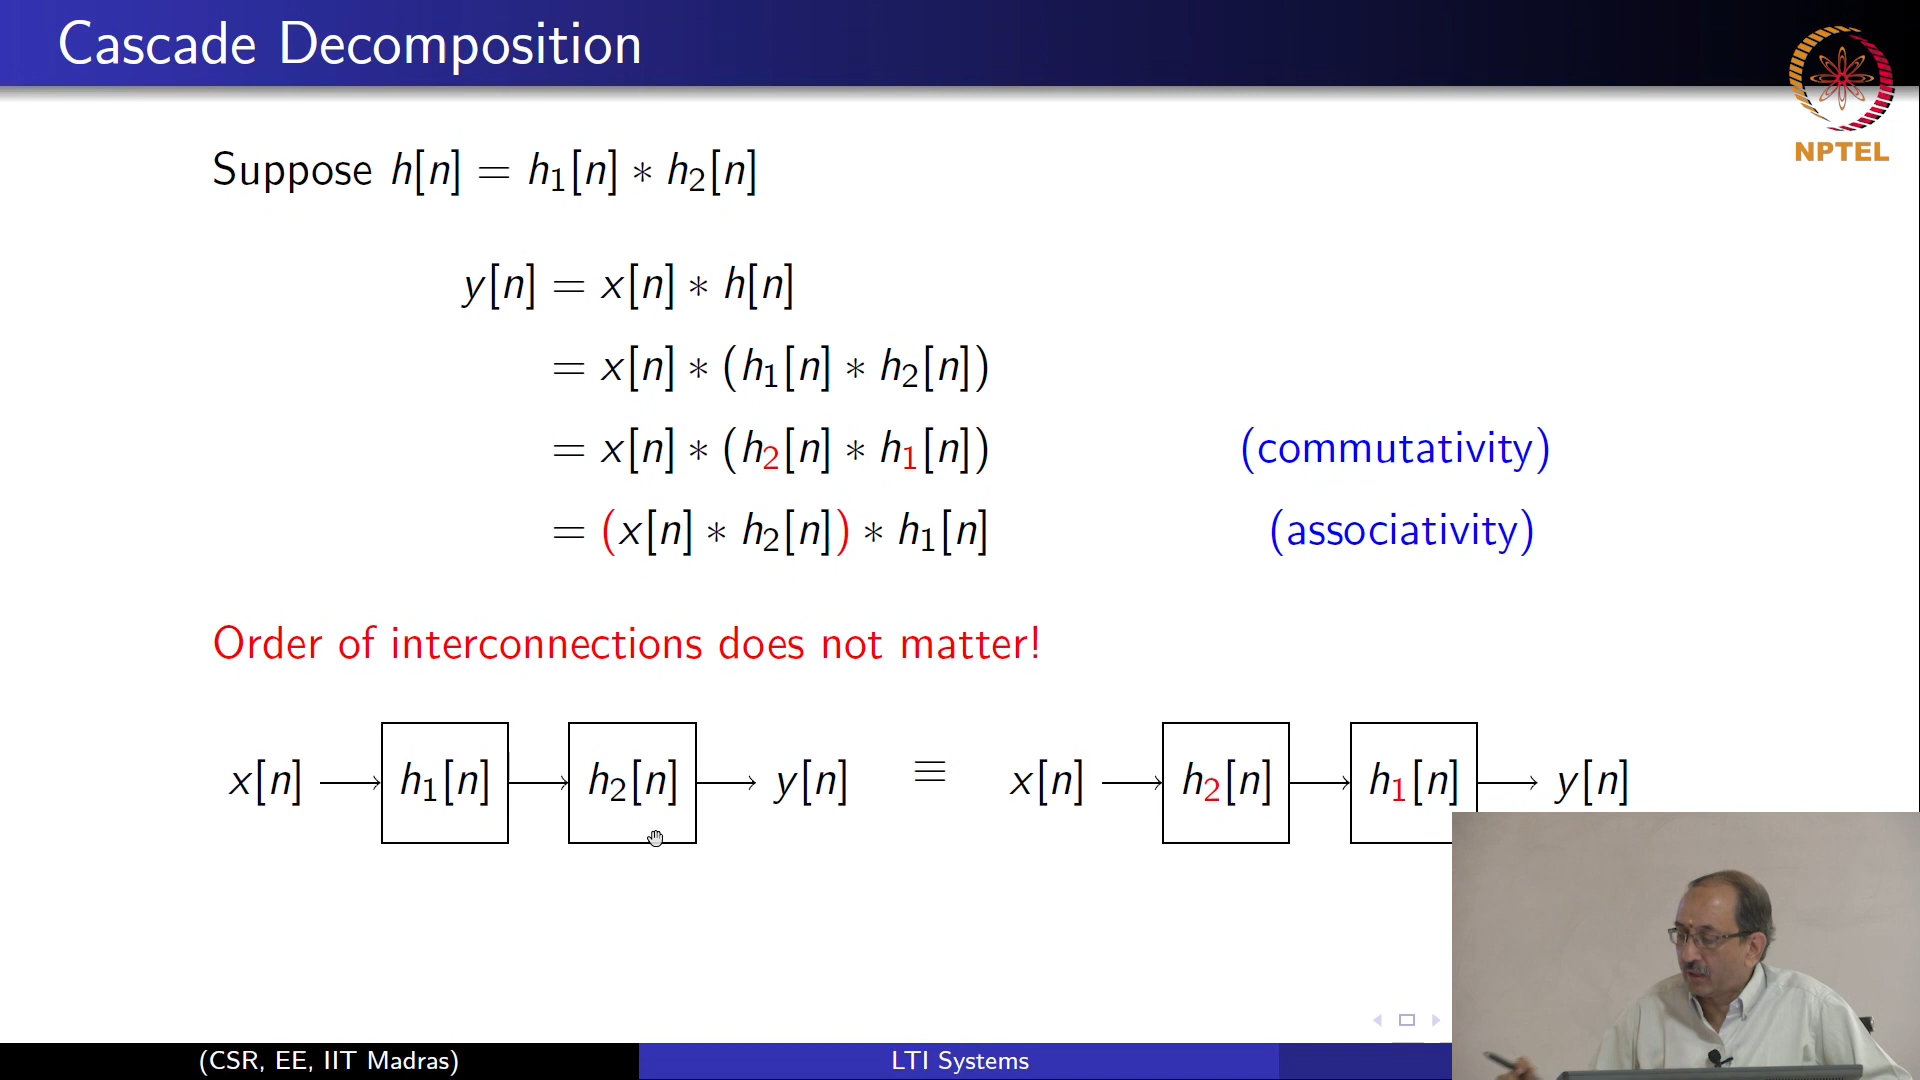 Cascade Decomposition
NPTEL
Suppose h[n] = h₁[n] ∗ h₂[n]
y[n] = x[n] ∗ h[n]
= x[n] ∗ (h₁[n] ∗ h₂[n])
= x[n] ∗ (h₂[n] ∗ h₁[n]) (commutativity)
= (x[n] ∗ h₂[n]) ∗ h₁[n] (associativity)
Order of interconnections does not matter!
x[n] → h₁[n] → h₂[n] → y[n] ≡ x[n] → h₂[n] → h₁[n] → y[n]
(CSR, EE, IIT Madras) LTI Systems